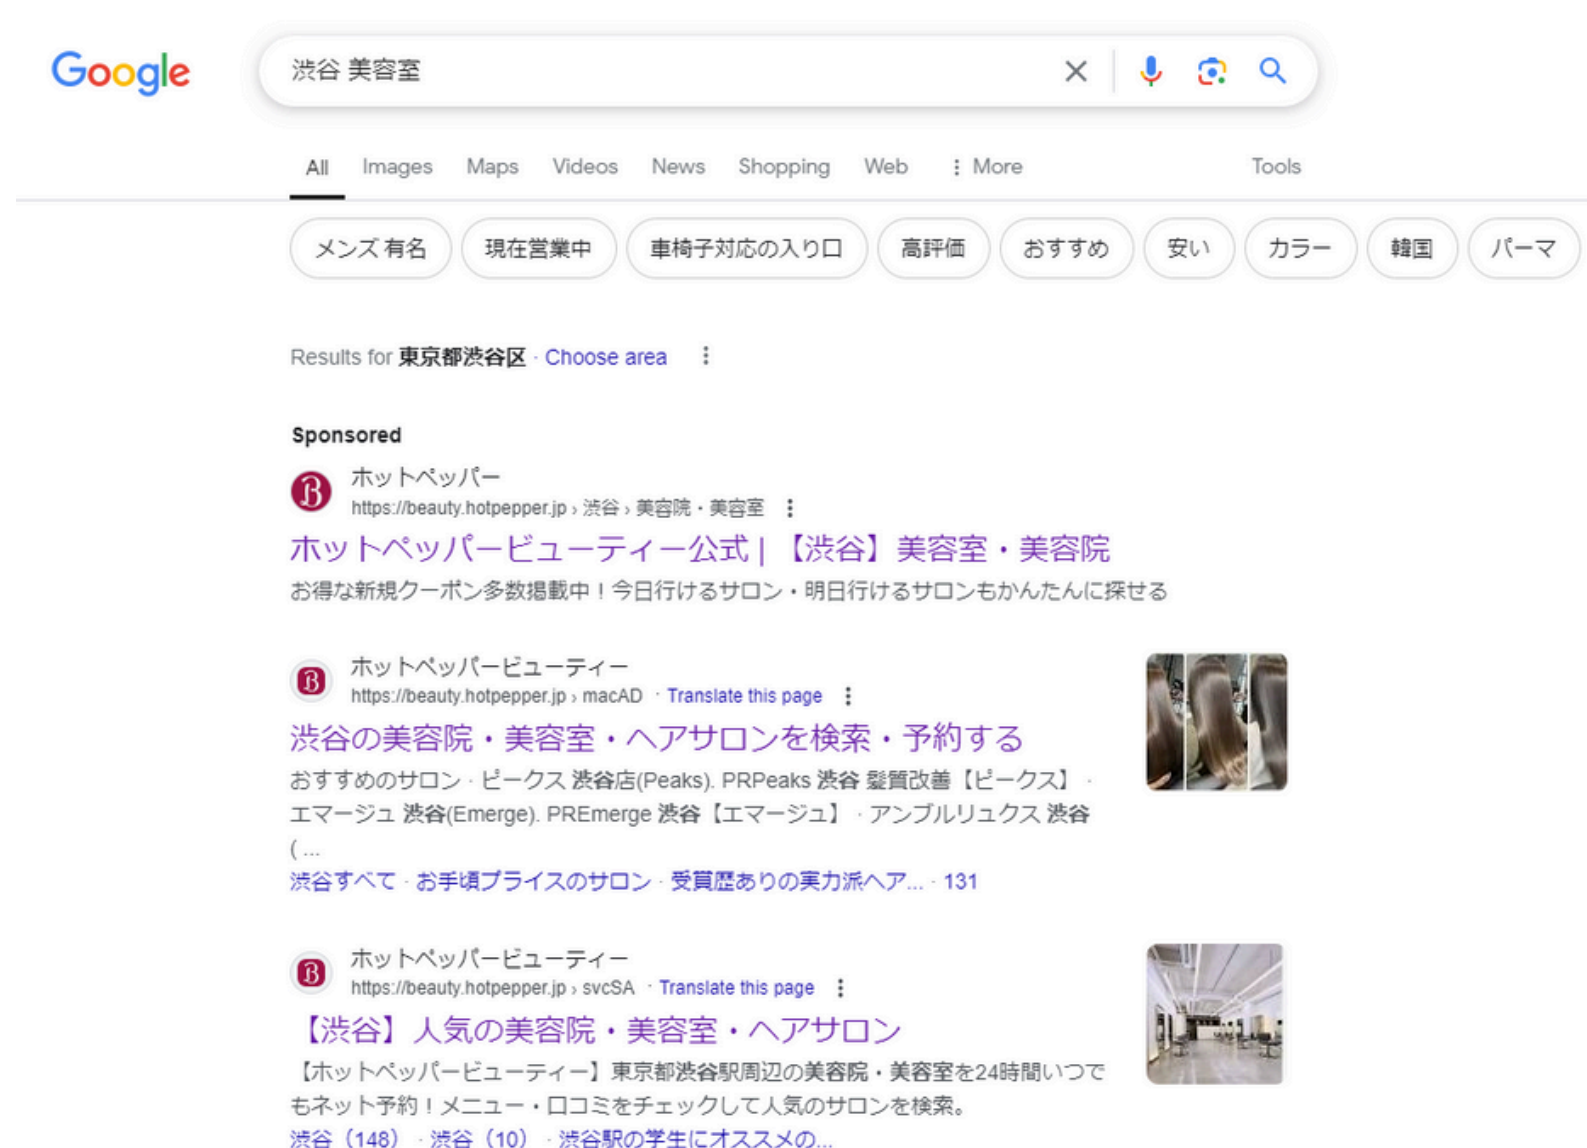 Google
渋谷 美容室
All Images Maps Videos News Shopping Web More Tools
メンズ 有名 現在営業中 車椅子対応の入り口 高評価 おすすめ 安い カラー 韓国 パーマ
Results for 東京都渋谷区 · Choose area
Sponsored
ホットペッパー
https://beauty.hotpepper.jp › 渋谷 › 美容院・美容室
ホットペッパービューティー公式 | 【渋谷】美容室・美容院
お得な新規クーポン多数掲載中！今日行けるサロン・明日行けるサロンもかんたんに探せる
ホットペッパービューティー
https://beauty.hotpepper.jp › macAD · Translate this page
渋谷の美容院・美容室・ヘアサロンを検索・予約する
おすすめのサロン · ピークス 渋谷店(Peaks). PRPeaks 渋谷 髪質改善【ピークス】 ·
エマージュ 渋谷(Emerge). PREmerge 渋谷【エマージュ】 · アンブルリュクス 渋谷
( ...
渋谷すべて · お手頃プライスのサロン · 受賞歴ありの実力派ヘア... · 131
ホットペッパービューティー
https://beauty.hotpepper.jp › svcSA · Translate this page
【渋谷】人気の美容院・美容室・ヘアサロン
【ホットペッパービューティー】東京都渋谷駅周辺の美容院・美容室を24時間いつで
もネット予約！メニュー・口コミをチェックして人気のサロンを検索。
渋谷（148） · 渋谷（10） · 渋谷駅の学生にオススメの...